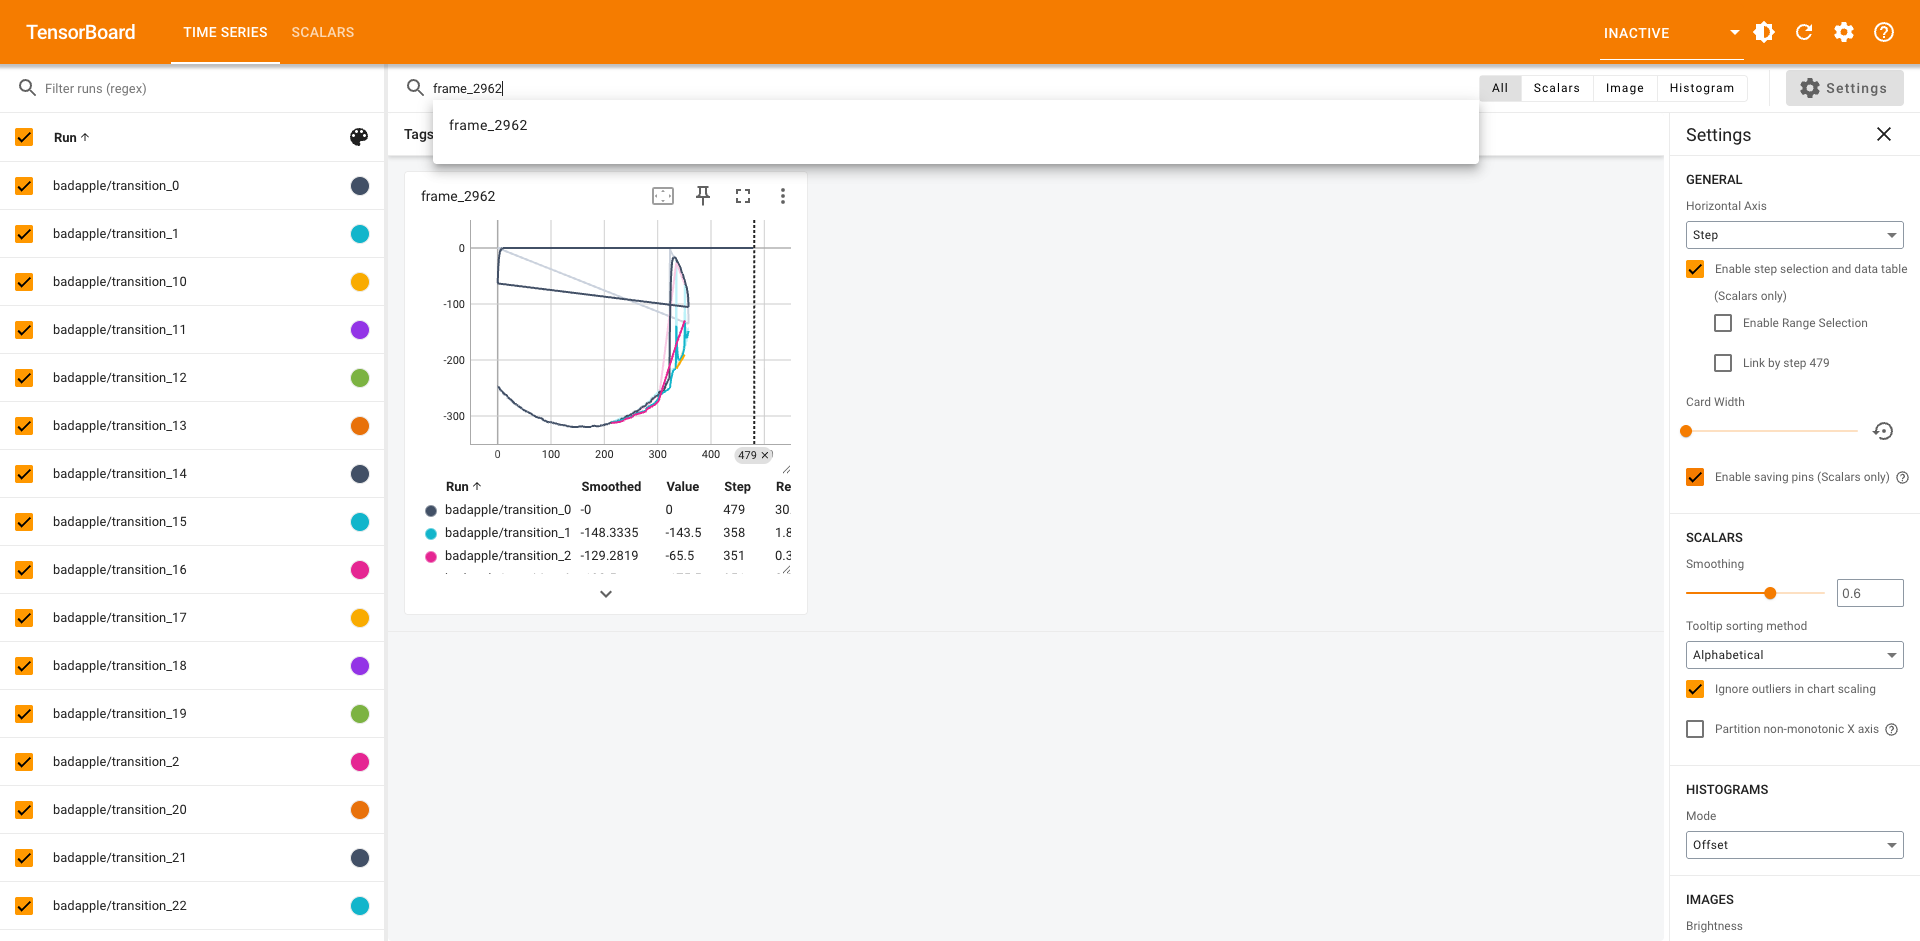 TensorBoard
TIME SERIES
SCALARS
INACTIVE
Filter runs (regex)
frame_2962
All
Scalars
Image
Histogram
Settings
frame_2962
Tags
Run ↑
badapple/transition_0
badapple/transition_1
badapple/transition_10
badapple/transition_11
badapple/transition_12
badapple/transition_13
badapple/transition_14
badapple/transition_15
badapple/transition_16
badapple/transition_17
badapple/transition_18
badapple/transition_19
badapple/transition_2
badapple/transition_20
badapple/transition_21
badapple/transition_22
frame_2962
0
-100
-200
-300
0 100 200 300 400 479 ×
Run ↑ Smoothed Value Step Re
badapple/transition_0 -0 0 479 30
badapple/transition_1 -148.3335 -143.5 358 1.8
badapple/transition_2 -129.2819 -65.5 351 0.3
Settings
GENERAL
Horizontal Axis
Step
Enable step selection and data table
(Scalars only)
Enable Range Selection
Link by step 479
Card Width
Enable saving pins (Scalars only)
SCALARS
Smoothing
0.6
Tooltip sorting method
Alphabetical
Ignore outliers in chart scaling
Partition non-monotonic X axis
HISTOGRAMS
Mode
Offset
IMAGES
Brightness